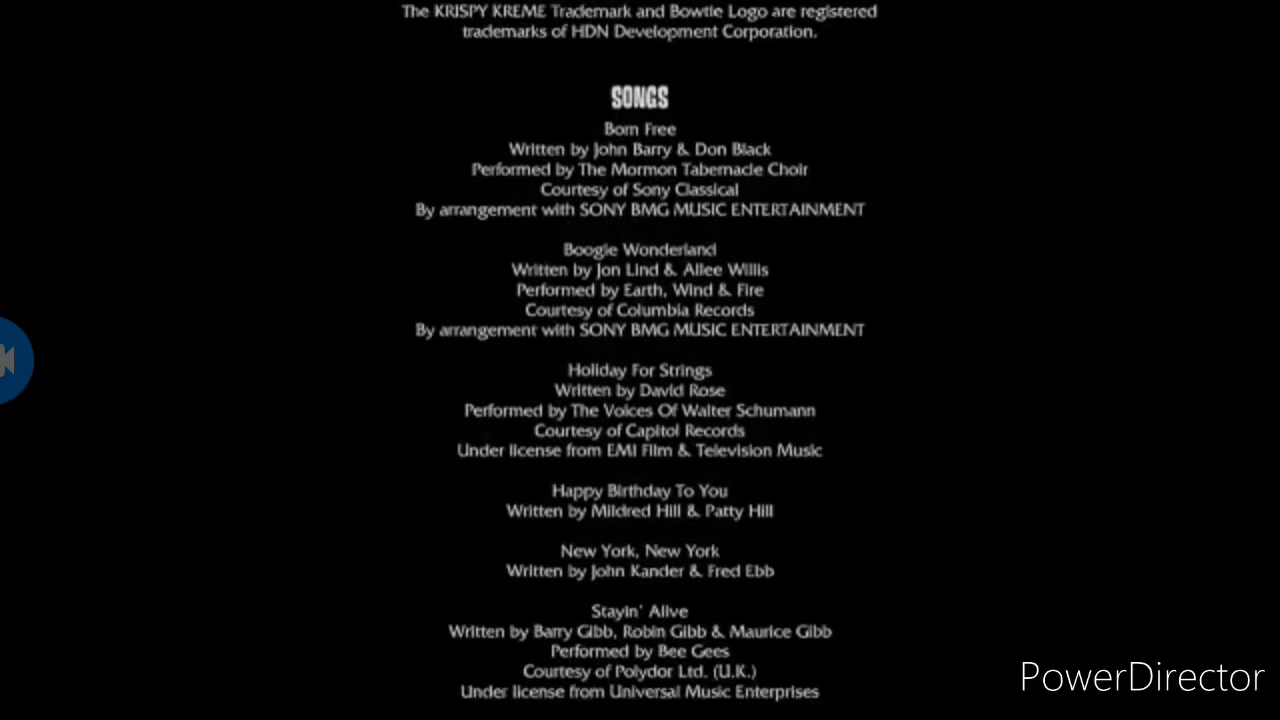 The KRISPY KREME Trademark and Bowtie Logo are registered
trademarks of HDN Development Corporation.
SONGS
Born Free
Written by John Barry & Don Black
Performed by The Mormon Tabernacle Choir
Courtesy of Sony Classical
By arrangement with SONY BMG MUSIC ENTERTAINMENT
Boogie Wonderland
Written by Jon Lind & Allee Willis
Performed by Earth, Wind & Fire
Courtesy of Columbia Records
By arrangement with SONY BMG MUSIC ENTERTAINMENT
Holiday For Strings
Written by David Rose
Performed by The Voices Of Walter Schumann
Courtesy of Capitol Records
Under license from EMI Film & Television Music
Happy Birthday To You
Written by Mildred Hill & Patty Hill
New York, New York
Written by John Kander & Fred Ebb
Stayin' Alive
Written by Barry Gibb, Robin Gibb & Maurice Gibb
Performed by Bee Gees
Courtesy of Polydor Ltd. (U.K.)
Under license from Universal Music Enterprises
PowerDirector